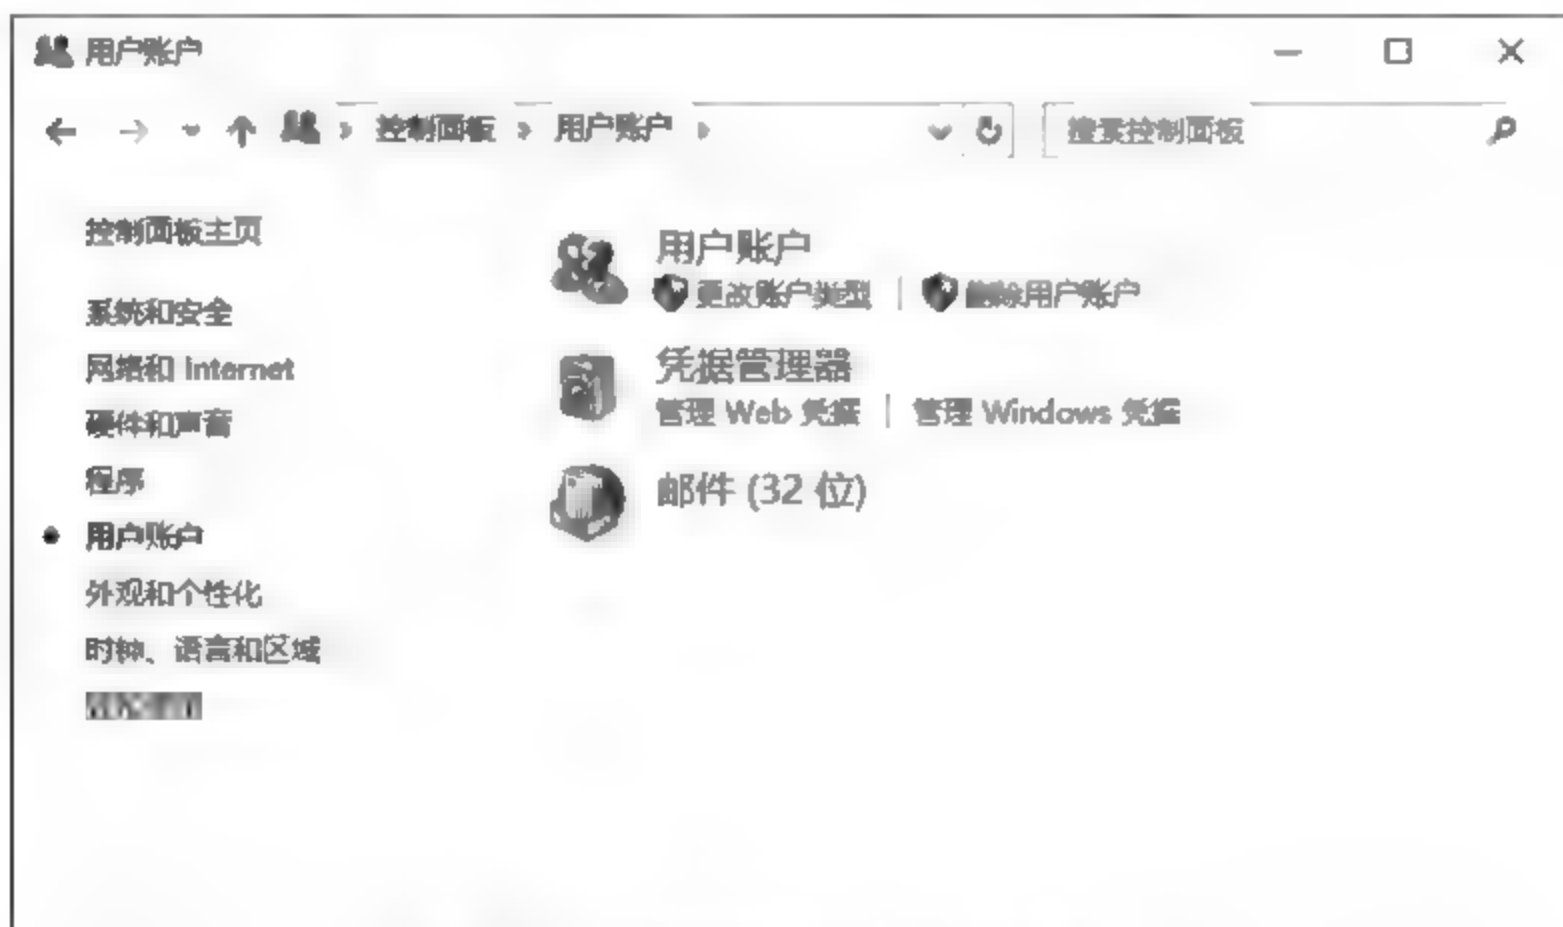 用户账户
控制面板 用户账户 搜索控制面板
控制面板主页
系统和安全
网络和 Internet
硬件和声音
程序
用户账户
外观和个性化
时钟、语言和区域
用户账户
更改账户类型 | 删除用户账户
凭据管理器
管理 Web 凭据 | 管理 Windows 凭据
邮件 (32 位)